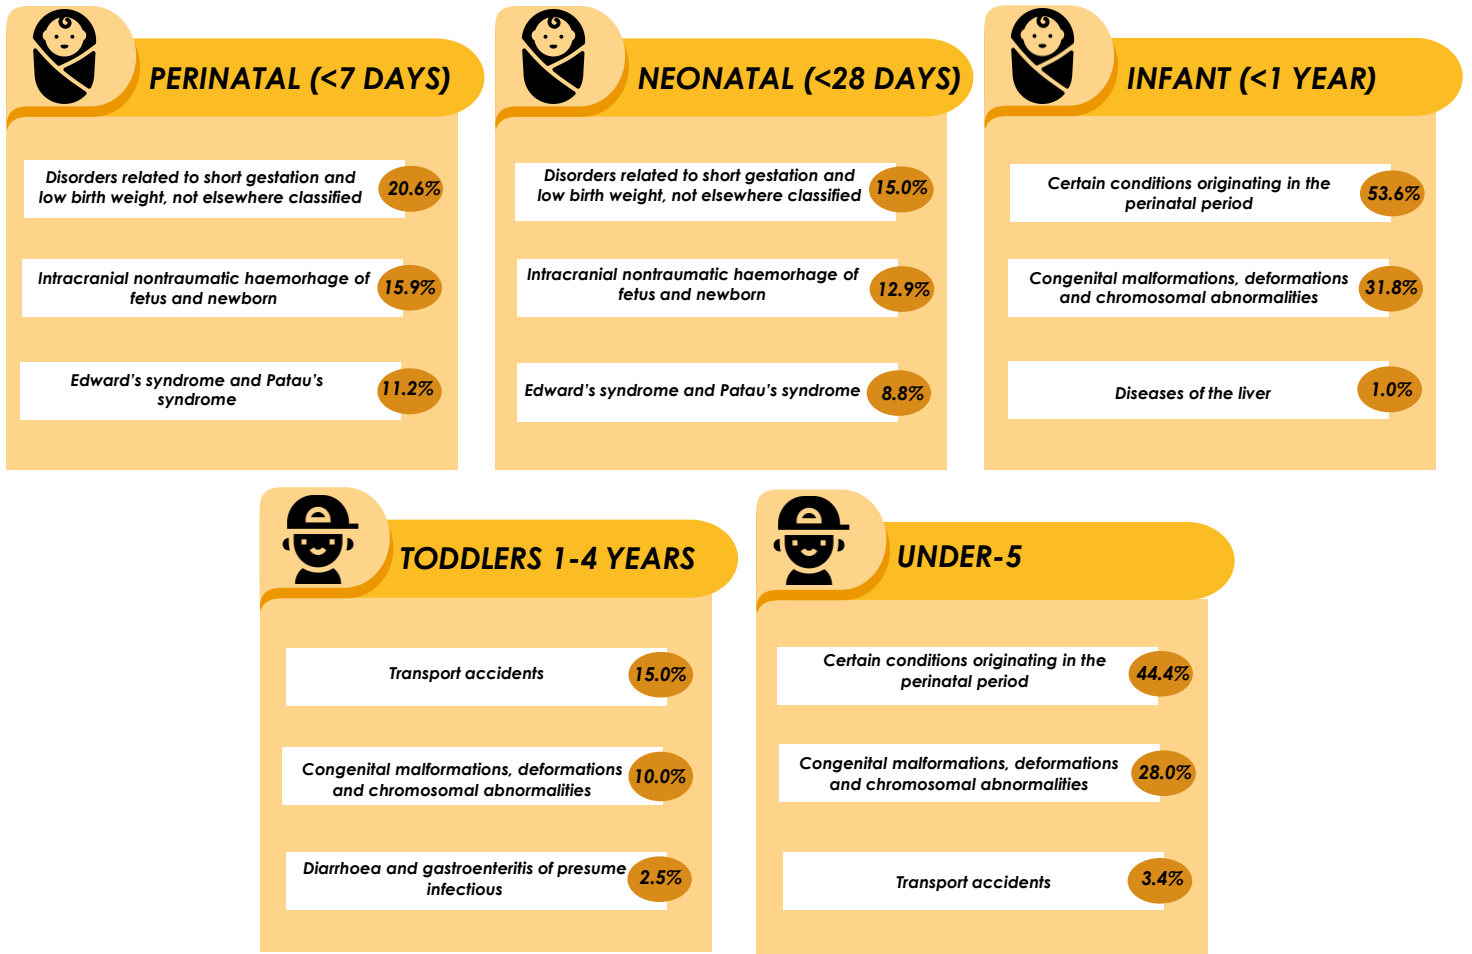 PERINATAL (<7 DAYS)
Disorders related to short gestation and
low birth weight, not elsewhere classified
20.6%
Intracranial nontraumatic haemorhage of
fetus and newborn
15.9%
Edward's syndrome and Patau's
syndrome
11.2%
NEONATAL (<28 DAYS)
Disorders related to short gestation and
low birth weight, not elsewhere classified
15.0%
Intracranial nontraumatic haemorhage of
fetus and newborn
12.9%
Edward's syndrome and Patau's syndrome
8.8%
INFANT (<1 YEAR)
Certain conditions originating in the
perinatal period
53.6%
Congenital malformations, deformations
and chromosomal abnormalities
31.8%
Diseases of the liver
1.0%
TODDLERS 1-4 YEARS
Transport accidents
15.0%
Congenital malformations, deformations
and chromosomal abnormalities
10.0%
Diarrhoea and gastroenteritis of presume
infectious
2.5%
UNDER-5
Certain conditions originating in the
perinatal period
44.4%
Congenital malformations, deformations
and chromosomal abnormalities
28.0%
Transport accidents
3.4%